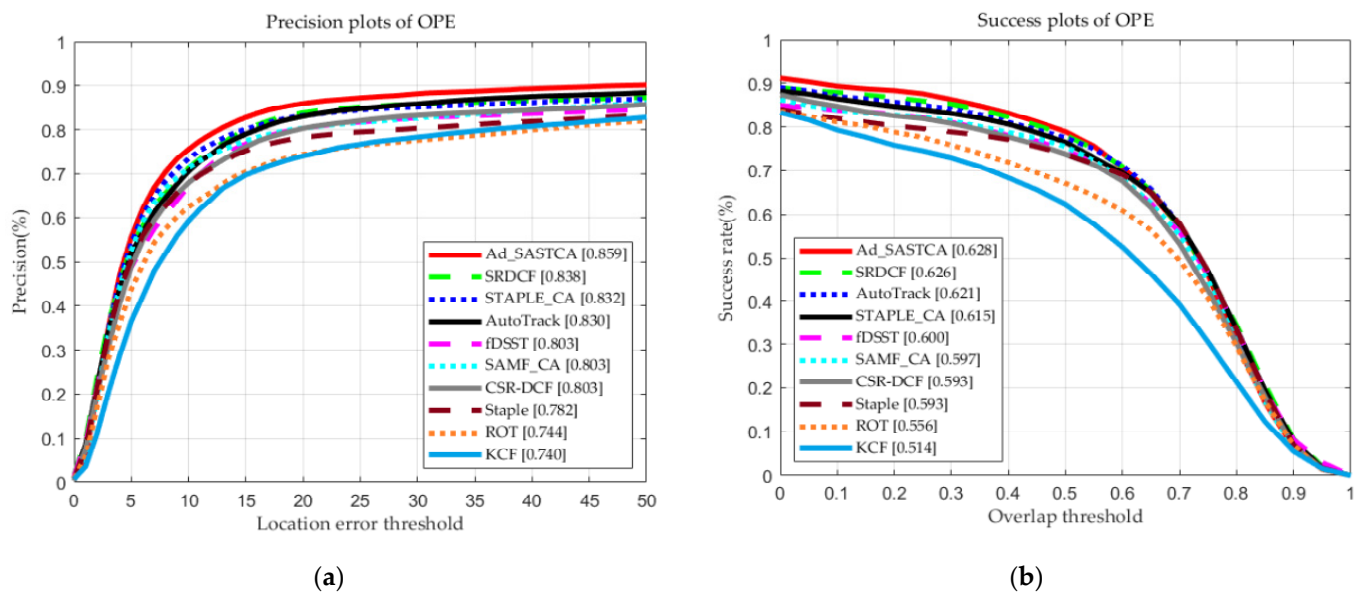 Precision plots of OPE
1
0.9
0.8
0.7
0.6
0.5
0.4
0.3
0.2
0.1
0
Precision(%)
Ad_SASTCA [0.859]
SRDCF [0.838]
STAPLE_CA [0.832]
AutoTrack [0.830]
fDSST [0.803]
SAMF_CA [0.803]
CSR-DCF [0.803]
Staple [0.782]
ROT [0.744]
KCF [0.740]
0 5 10 15 20 25 30 35 40 45 50
Location error threshold
(a)
Success plots of OPE
1
0.9
0.8
0.7
0.6
0.5
0.4
0.3
0.2
0.1
0
Success rate(%)
Ad_SASTCA [0.628]
SRDCF [0.626]
AutoTrack [0.621]
STAPLE_CA [0.615]
fDSST [0.600]
SAMF_CA [0.597]
CSR-DCF [0.593]
Staple [0.593]
ROT [0.556]
KCF [0.514]
0 0.1 0.2 0.3 0.4 0.5 0.6 0.7 0.8 0.9 1
Overlap threshold
(b)